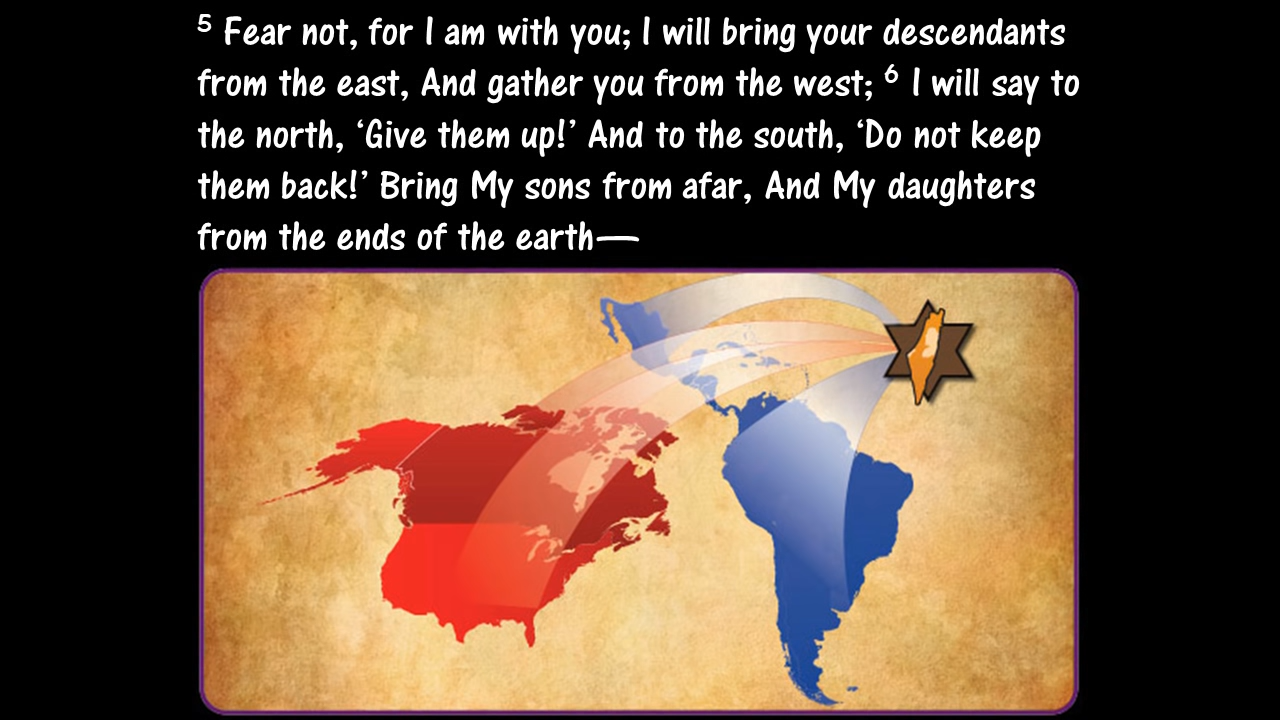 ⁵ Fear not, for I am with you; I will bring your descendants
from the east, And gather you from the west; ⁶ I will say to
the north, ‘Give them up!’ And to the south, ‘Do not keep
them back!’ Bring My sons from afar, And My daughters
from the ends of the earth—